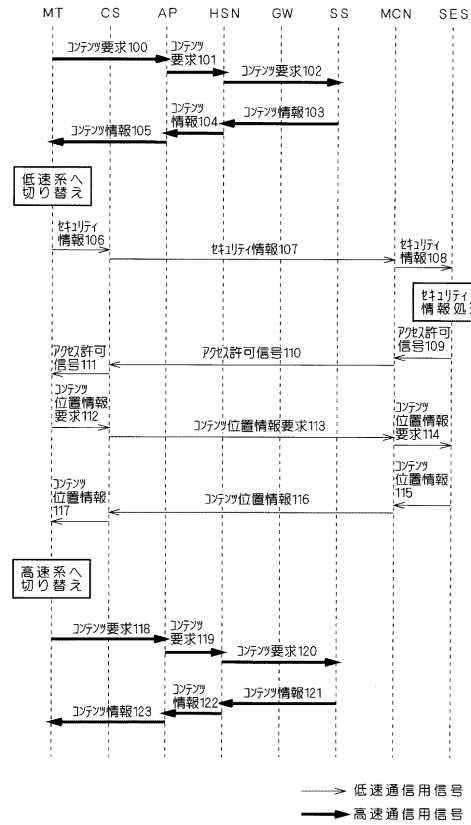 MT CS AP HSN GW SS MCN SES
コンテンツ要求100
コンテンツ
要求101
コンテンツ要求102
コンテンツ情報103
コンテンツ
情報104
コンテンツ情報105
低速系へ
切り替え
セキュリティ
情報106
セキュリティ情報107
セキュリティ
情報108
セキュリティ
情報処
アクセス許可
信号109
アクセス許可信号110
アクセス許可
信号111
コンテンツ
位置情報
要求112
コンテンツ位置情報要求113
コンテンツ
位置情報
要求114
コンテンツ
位置情報
115
コンテンツ位置情報116
コンテンツ
位置情報
117
高速系へ
切り替え
コンテンツ要求118
コンテンツ
要求119
コンテンツ要求120
コンテンツ情報121
コンテンツ
情報122
コンテンツ情報123
低速通信用信号
高速通信用信号